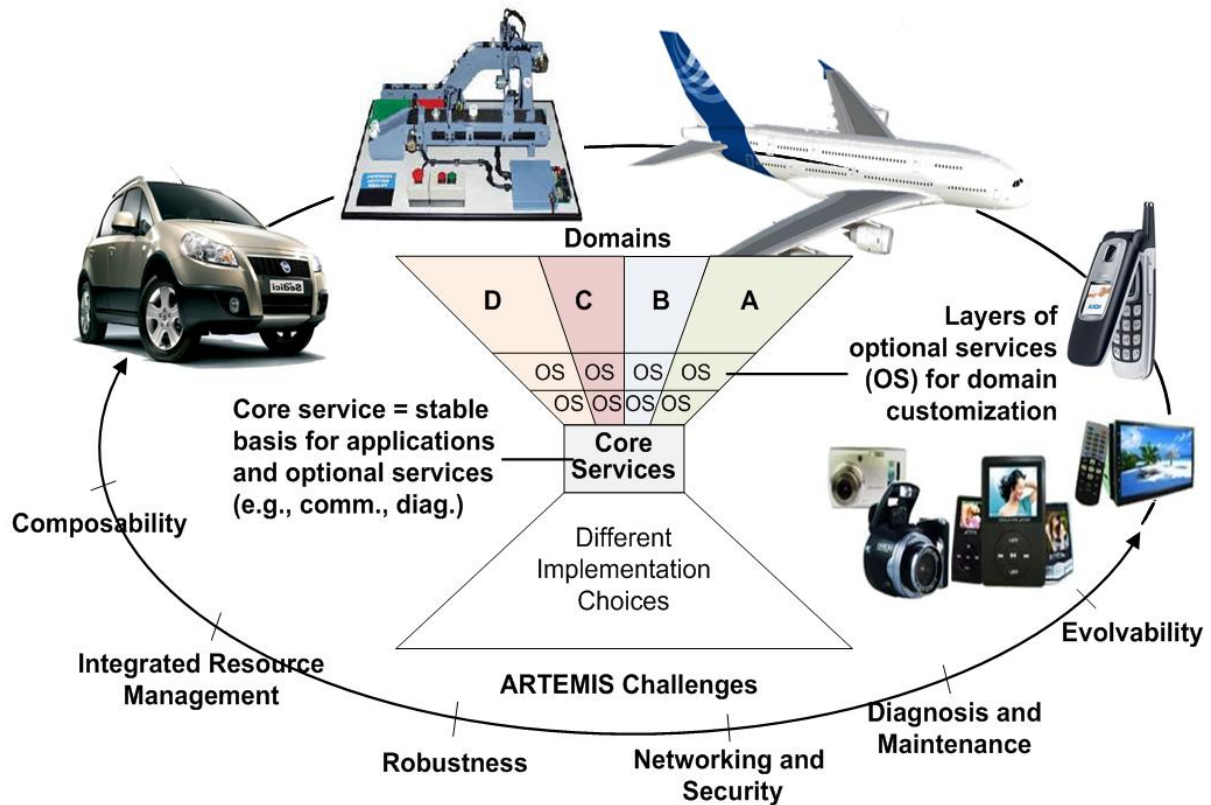 Domains
D C B A
OS OS OS OS
OS OS OS OS
Layers of
optional services
(OS) for domain
customization
Core service = stable
basis for applications
and optional services
(e.g., comm., diag.)
Core
Services
Different
Implementation
Choices
Composability
Integrated Resource
Management
Robustness
ARTEMIS Challenges
Networking and
Security
Diagnosis and
Maintenance
Evolvability
Sedici